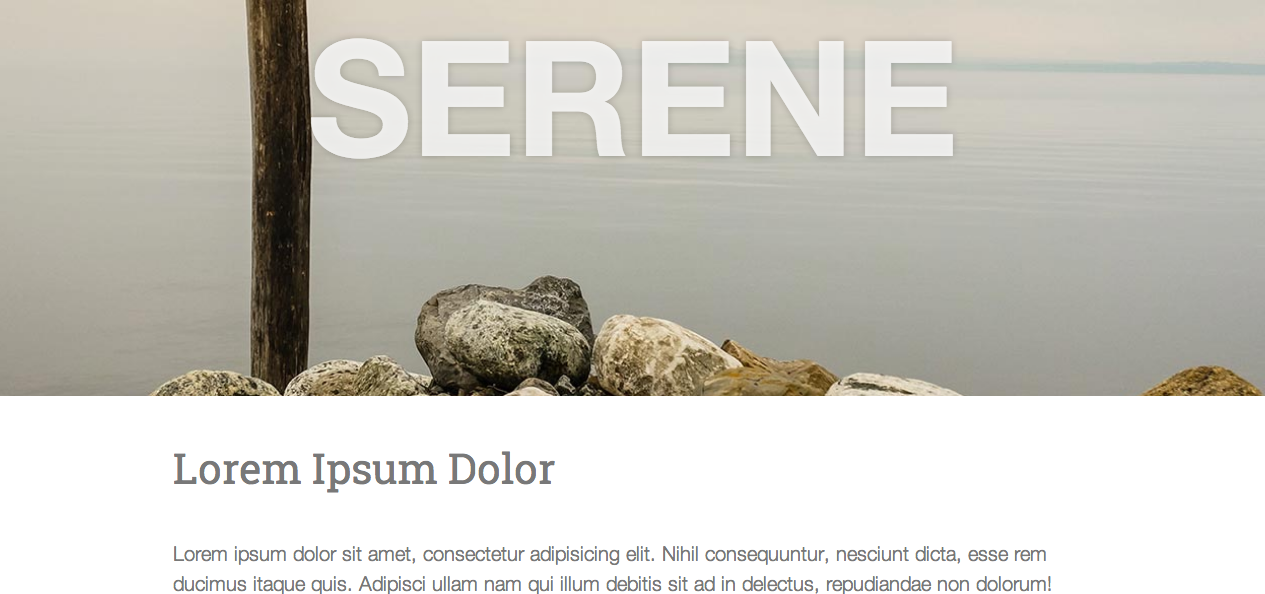 SERENE
Lorem Ipsum Dolor
Lorem ipsum dolor sit amet, consectetur adipisicing elit. Nihil consequuntur, nesciunt dicta, esse rem
ducimus itaque quis. Adipisci ullam nam qui illum debitis sit ad in delectus, repudiandae non dolorum!